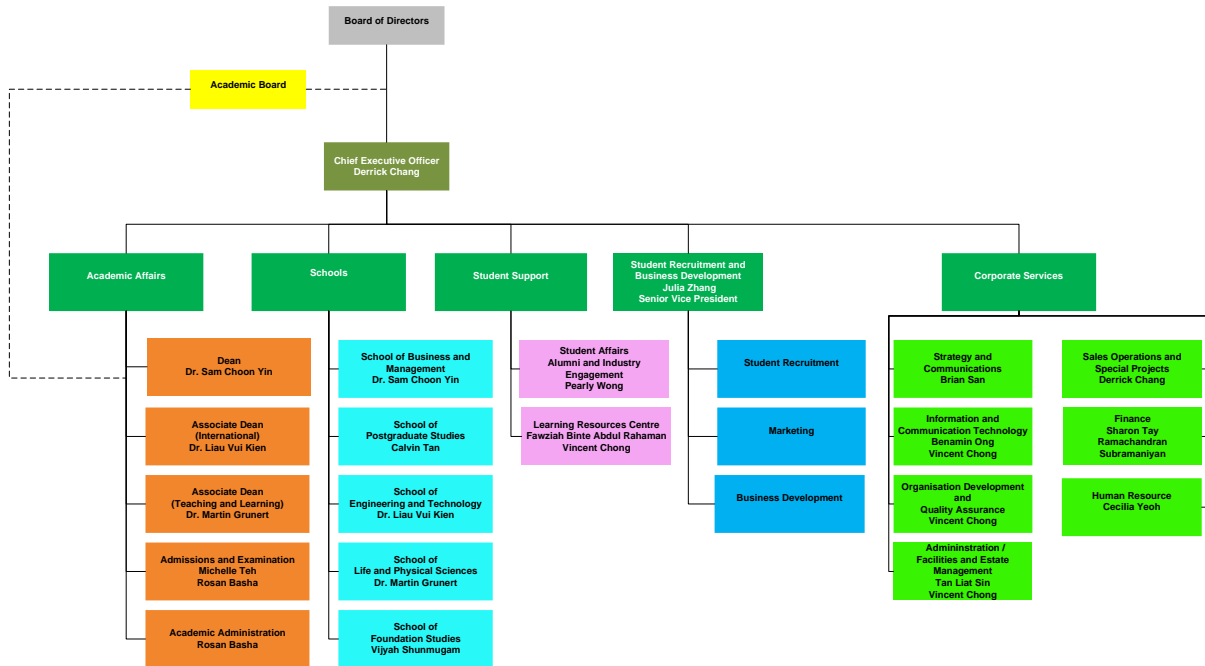 Board of Directors
Academic Board
Chief Executive Officer
Derrick Chang
Academic Affairs
Schools
Student Support
Student Recruitment and
Business Development
Julia Zhang
Senior Vice President
Corporate Services
Dean
Dr. Sam Choon Yin
Associate Dean
(International)
Dr. Liau Vui Kien
Associate Dean
(Teaching and Learning)
Dr. Martin Grunert
Admissions and Examination
Michelle Teh
Rosan Basha
Academic Administration
Rosan Basha
School of Business and
Management
Dr. Sam Choon Yin
School of
Postgraduate Studies
Calvin Tan
School of
Engineering and Technology
Dr. Liau Vui Kien
School of
Life and Physical Sciences
Dr. Martin Grunert
School of
Foundation Studies
Vijyah Shunmugam
Student Affairs
Alumni and Industry
Engagement
Pearly Wong
Learning Resources Centre
Fawziah Binte Abdul Rahaman
Vincent Chong
Student Recruitment
Marketing
Business Development
Strategy and
Communications
Brian San
Information and
Communication Technology
Benamin Ong
Vincent Chong
Organisation Development
and
Quality Assurance
Vincent Chong
Admininstration /
Facilities and Estate
Management
Tan Liat Sin
Vincent Chong
Sales Operations and
Special Projects
Derrick Chang
Finance
Sharon Tay
Ramachandran
Subramaniyan
Human Resource
Cecilia Yeoh